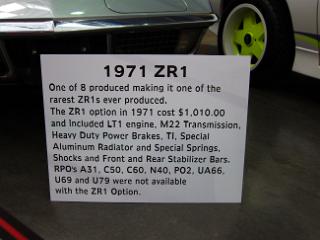 1971 ZR1
One of 8 produced making it one of the
rarest ZR1s ever produced.
The ZR1 option in 1971 cost $1,010.00
and Included LT1 engine, M22 Transmission,
Heavy Duty Power Brakes, TI, Special
Aluminum Radiator and Special Springs,
Shocks and Front and Rear Stabilizer Bars.
RPO's A31, C50, C60, N40, PO2, UA66,
U69 and U79 were not available
with the ZR1 Option.